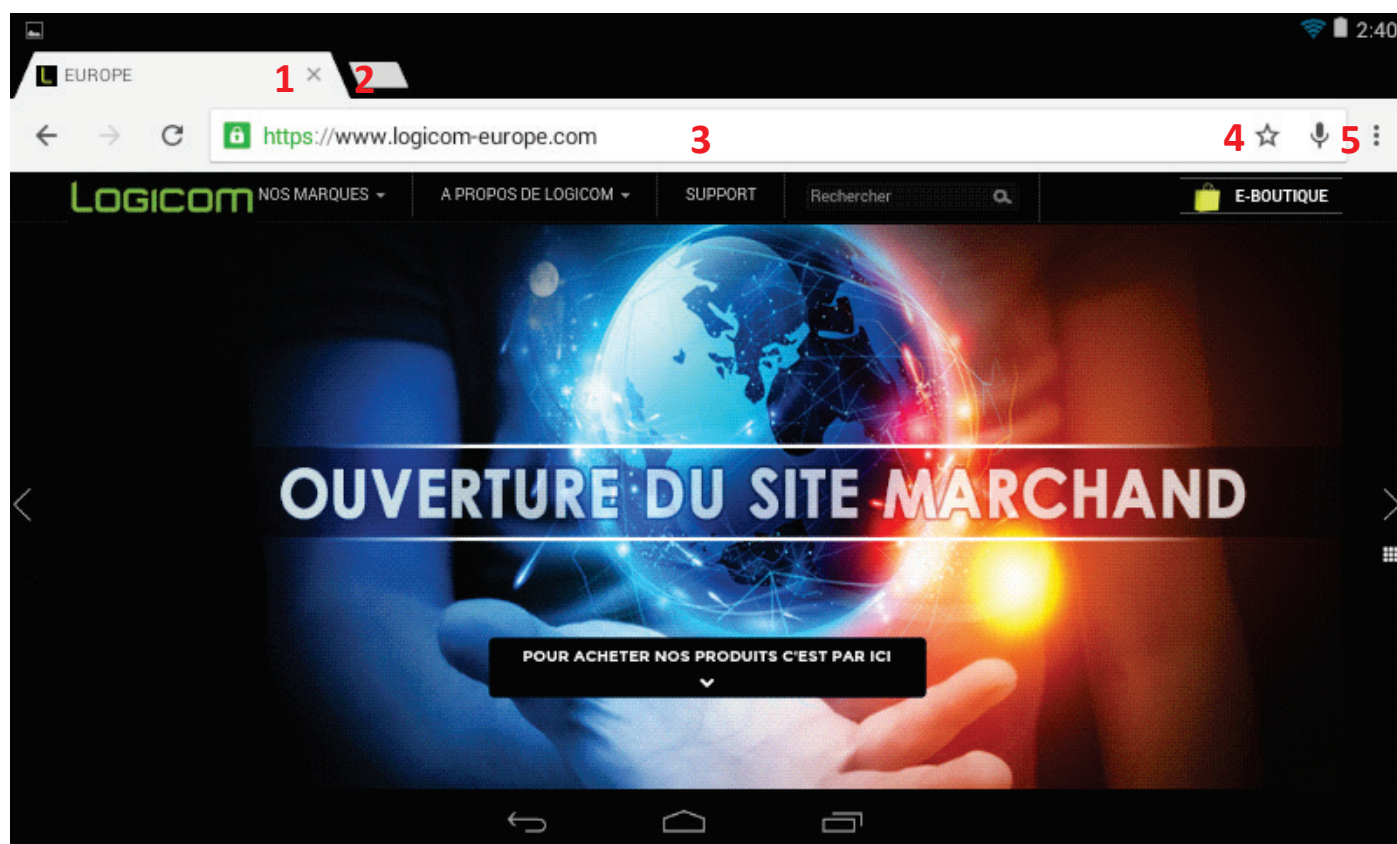 2:40
EUROPE 1 2
https://www.logicom-europe.com 3 4 5
LOGICOM NOS MARQUES A PROPOS DE LOGICOM SUPPORT Rechercher E-BOUTIQUE
OUVERTURE DU SITE MARCHAND
POUR ACHETER NOS PRODUITS C'EST PAR ICI